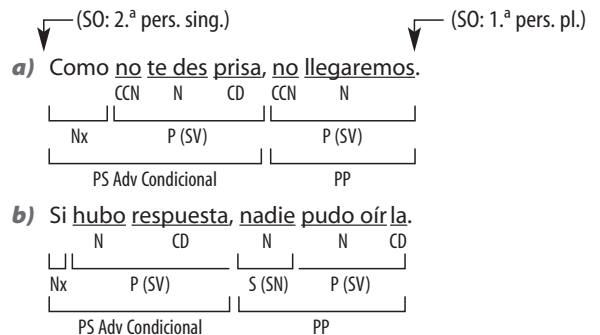 (SO: 2.ª pers. sing.) (SO: 1.ª pers. pl.)
a) Como no te des prisa, no llegaremos.
CCN N CD CCN N
Nx P (SV) P (SV)
PS Adv Condicional PP
b) Si hubo respuesta, nadie pudo oír la.
N CD N N CD
Nx P (SV) S (SN) P (SV)
PS Adv Condicional PP